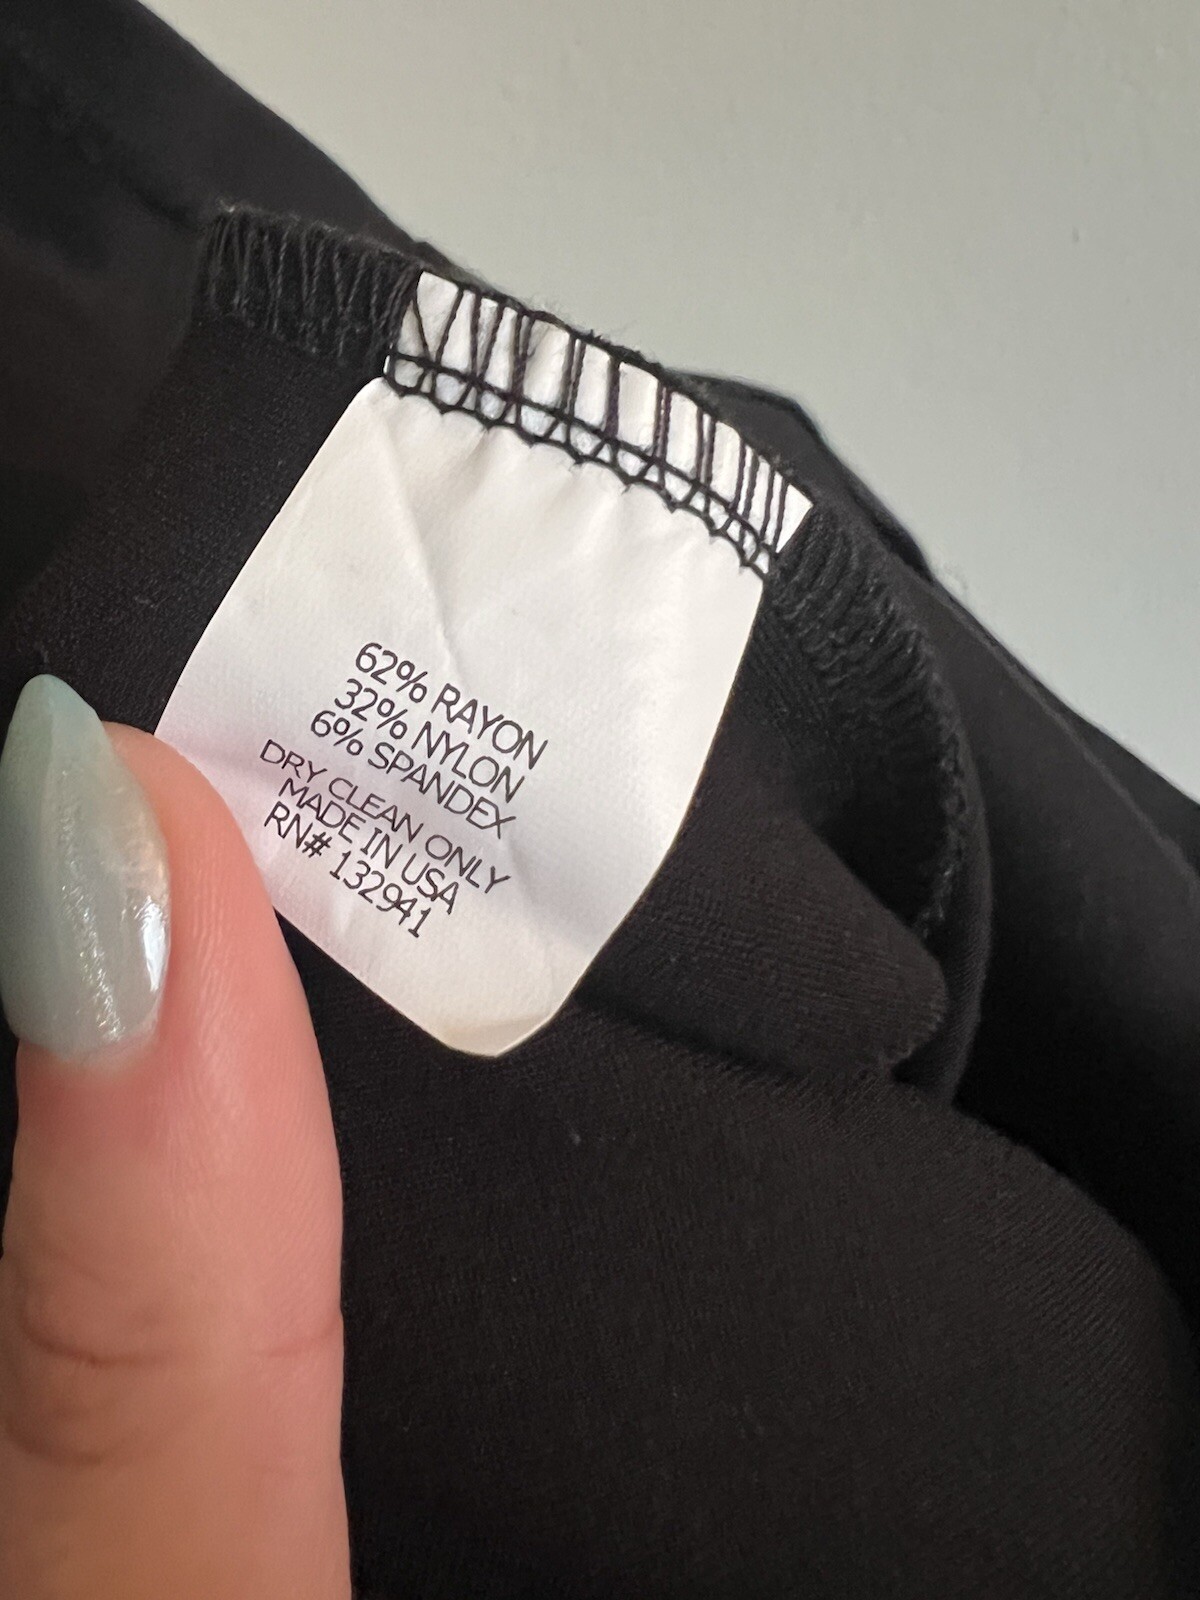 62% RAYON
32% NYLON
6% SPANDEX
DRY CLEAN ONLY
MADE IN USA
RN# 132941